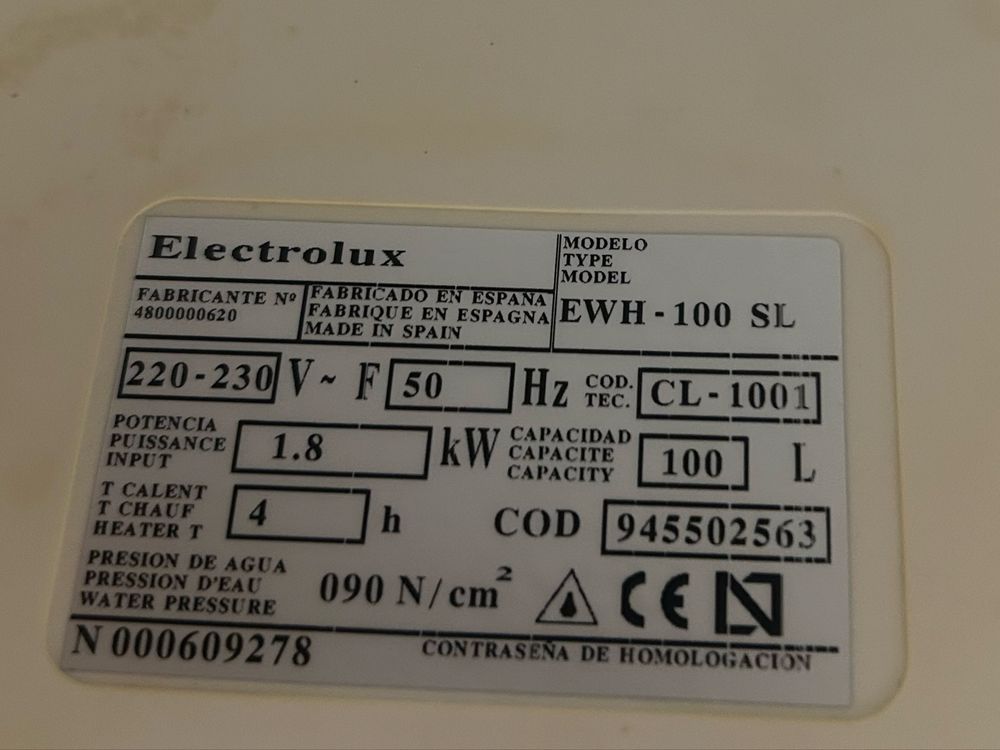 Electrolux
MODELO
TYPE
MODEL
EWH-100 SL
FABRICANTE Nº
4800000620
FABRICADO EN ESPAÑA
FABRIQUE EN ESPAGNA
MADE IN SPAIN
220-230 V~ F 50 Hz COD. TEC. CL-1001
POTENCIA
PUISSANCE
INPUT
1.8 kW
CAPACIDAD
CAPACITE
CAPACITY
100 L
T CALENT
T CHAUF
HEATER T
4 h
COD 945502563
PRESION DE AGUA
PRESSION D'EAU
WATER PRESSURE
090 N/cm²
CE N
N 000609278
CONTRASEÑA DE HOMOLOGACION